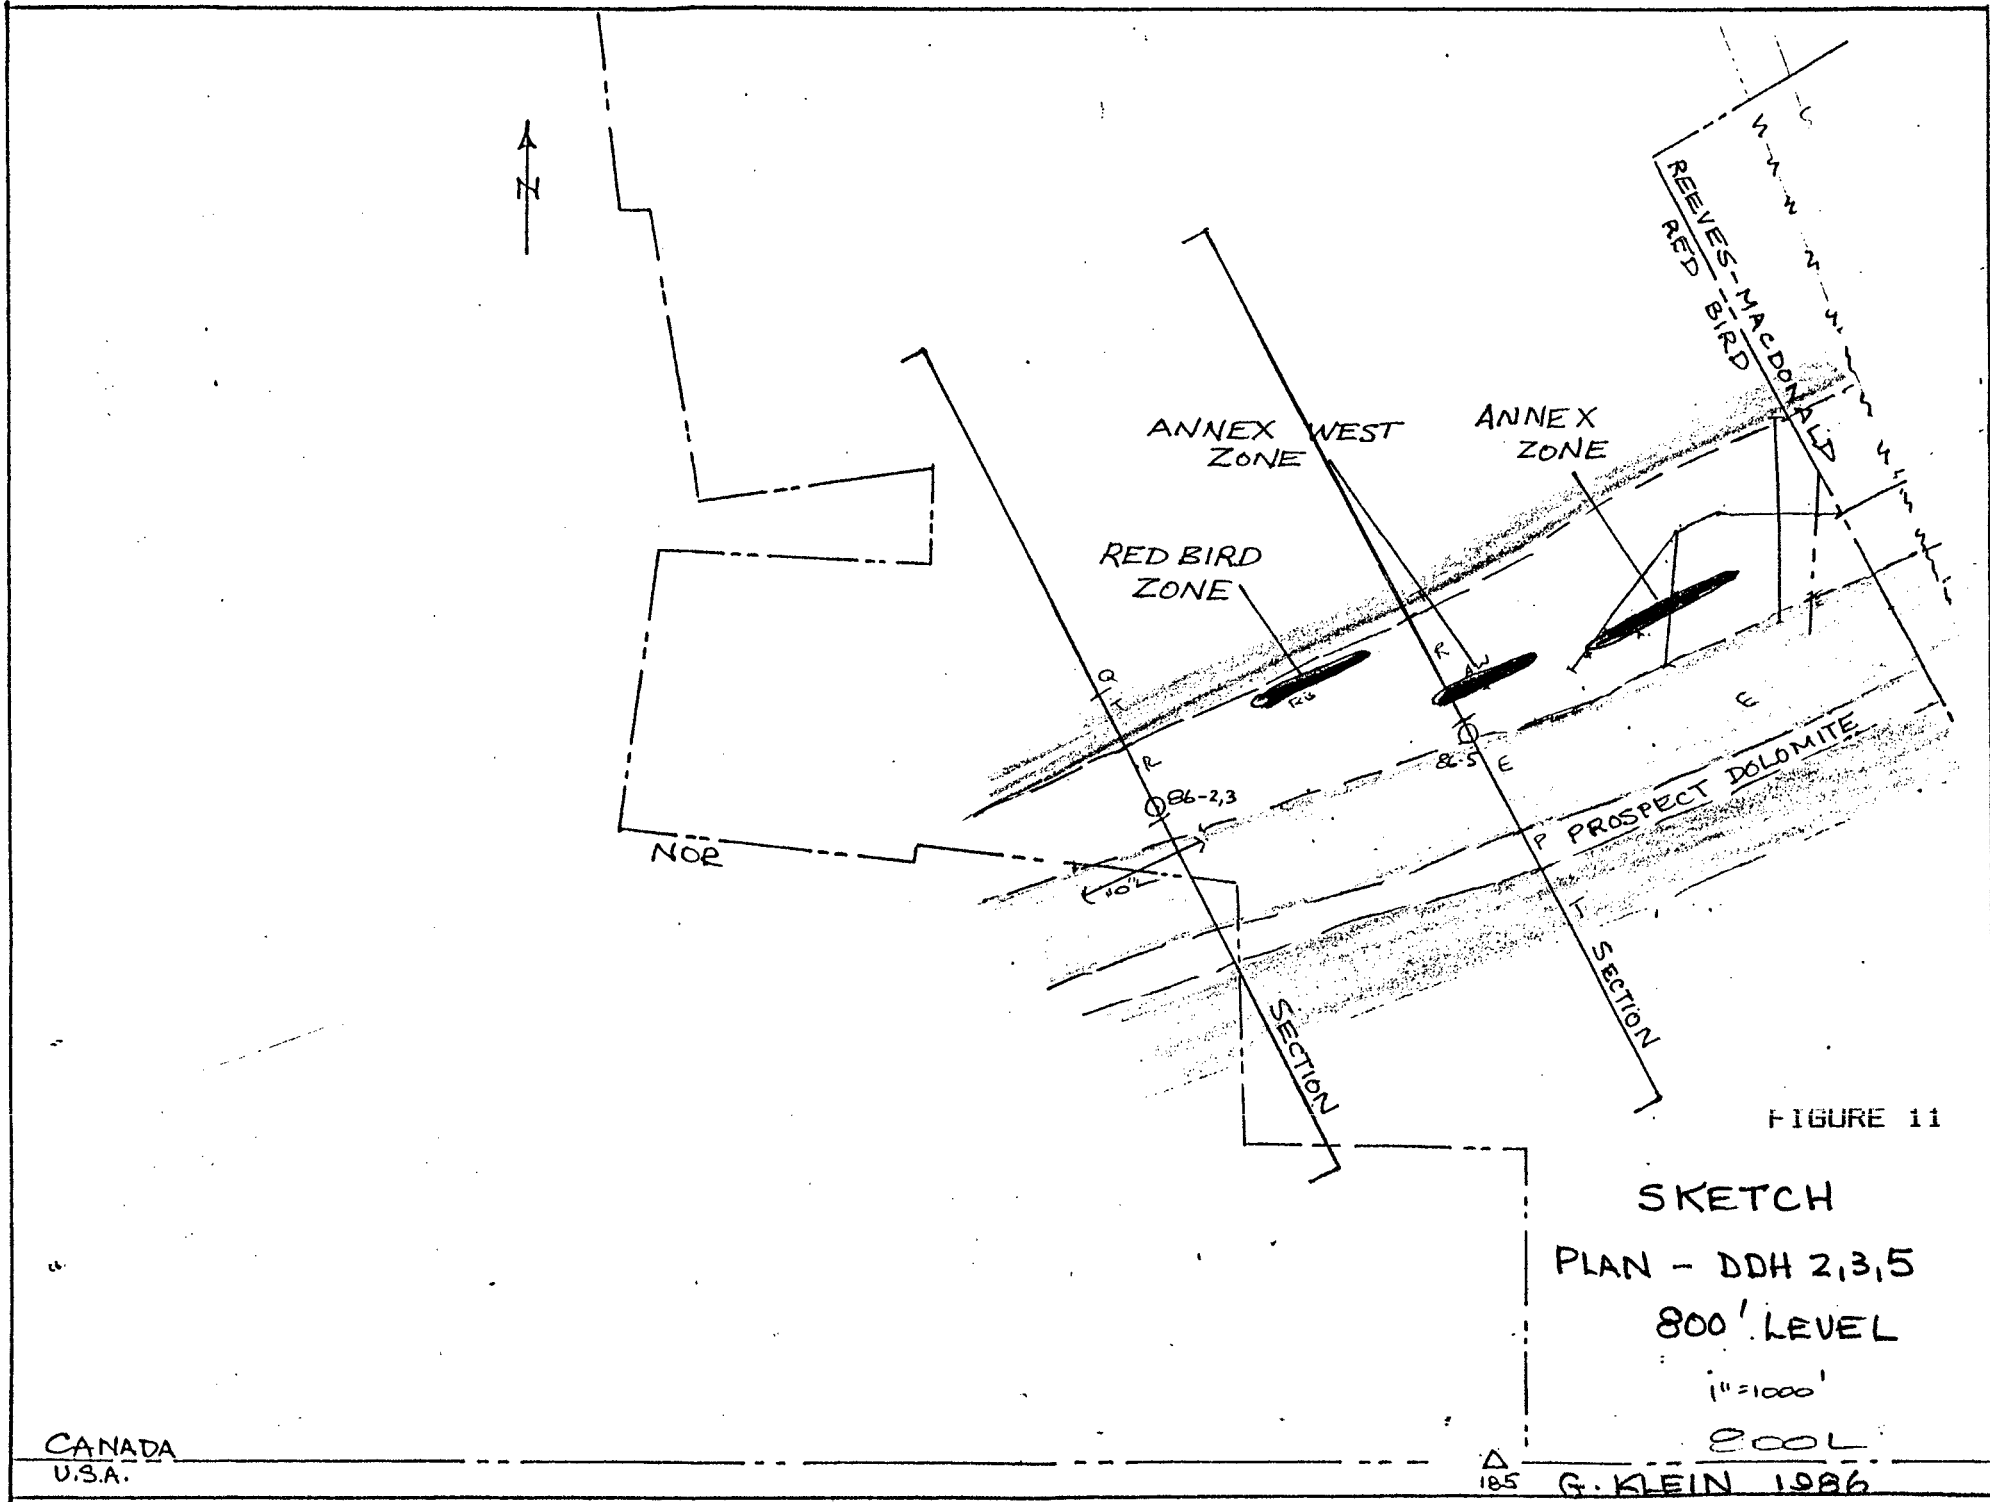 N
REEVES-MACDONALD
RED BIRD
ANNEX WEST
ZONE
ANNEX
ZONE
RED BIRD
ZONE
Q
T
R
R
AW
RB
86-2,3
86-5
E
E
P
PROSPECT DOLOMITE
T
NOR
SECTION
SECTION
FIGURE 11
SKETCH
PLAN - DDH 2,3,5
800' LEVEL
1"=1000'
800L
CANADA
U.S.A.
185
G. KLEIN 1986